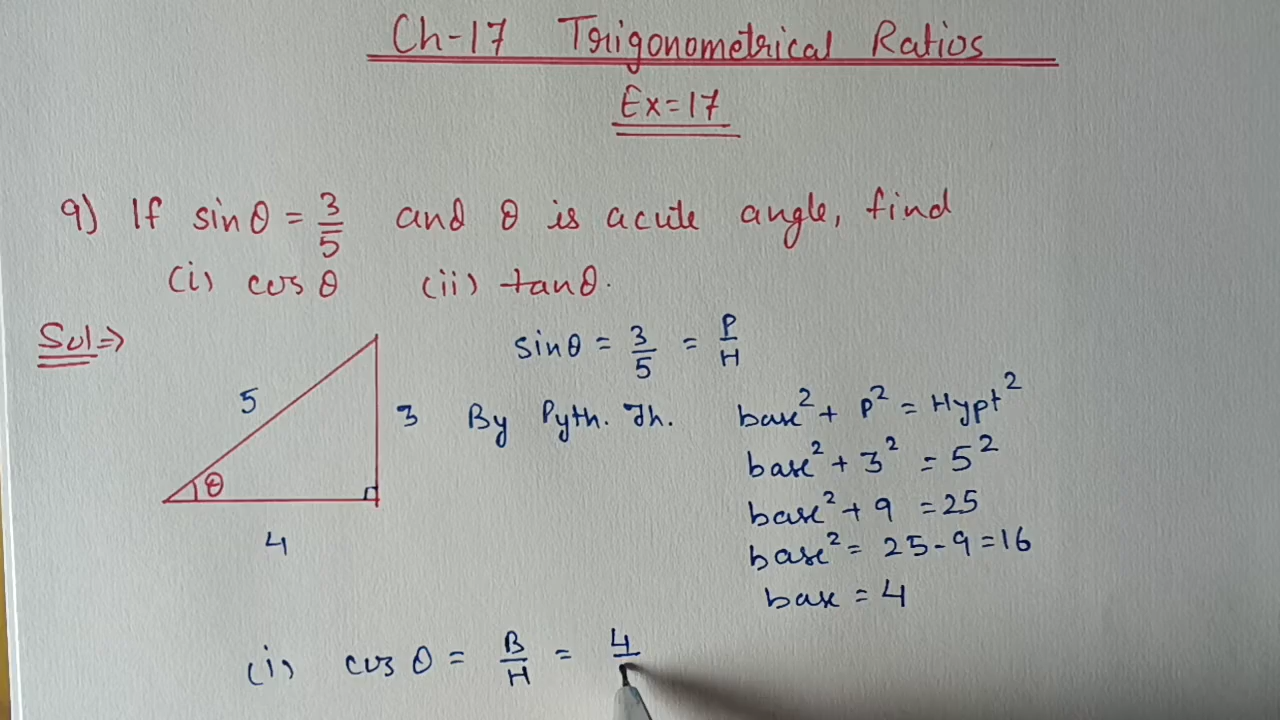 Ch-17 Trigonometrical Ratios
Ex=17
9) If sinθ = 3/5 and θ is acute angle, find
(i) cos θ (ii) tanθ.
Sol⇒
sinθ = 3/5 = P/H
5
3
θ
4
By Pyth. Th. base² + P² = Hypt²
base² + 3² = 5²
base² + 9 = 25
base² = 25-9 = 16
base = 4
(i) cos θ = B/H = 4/